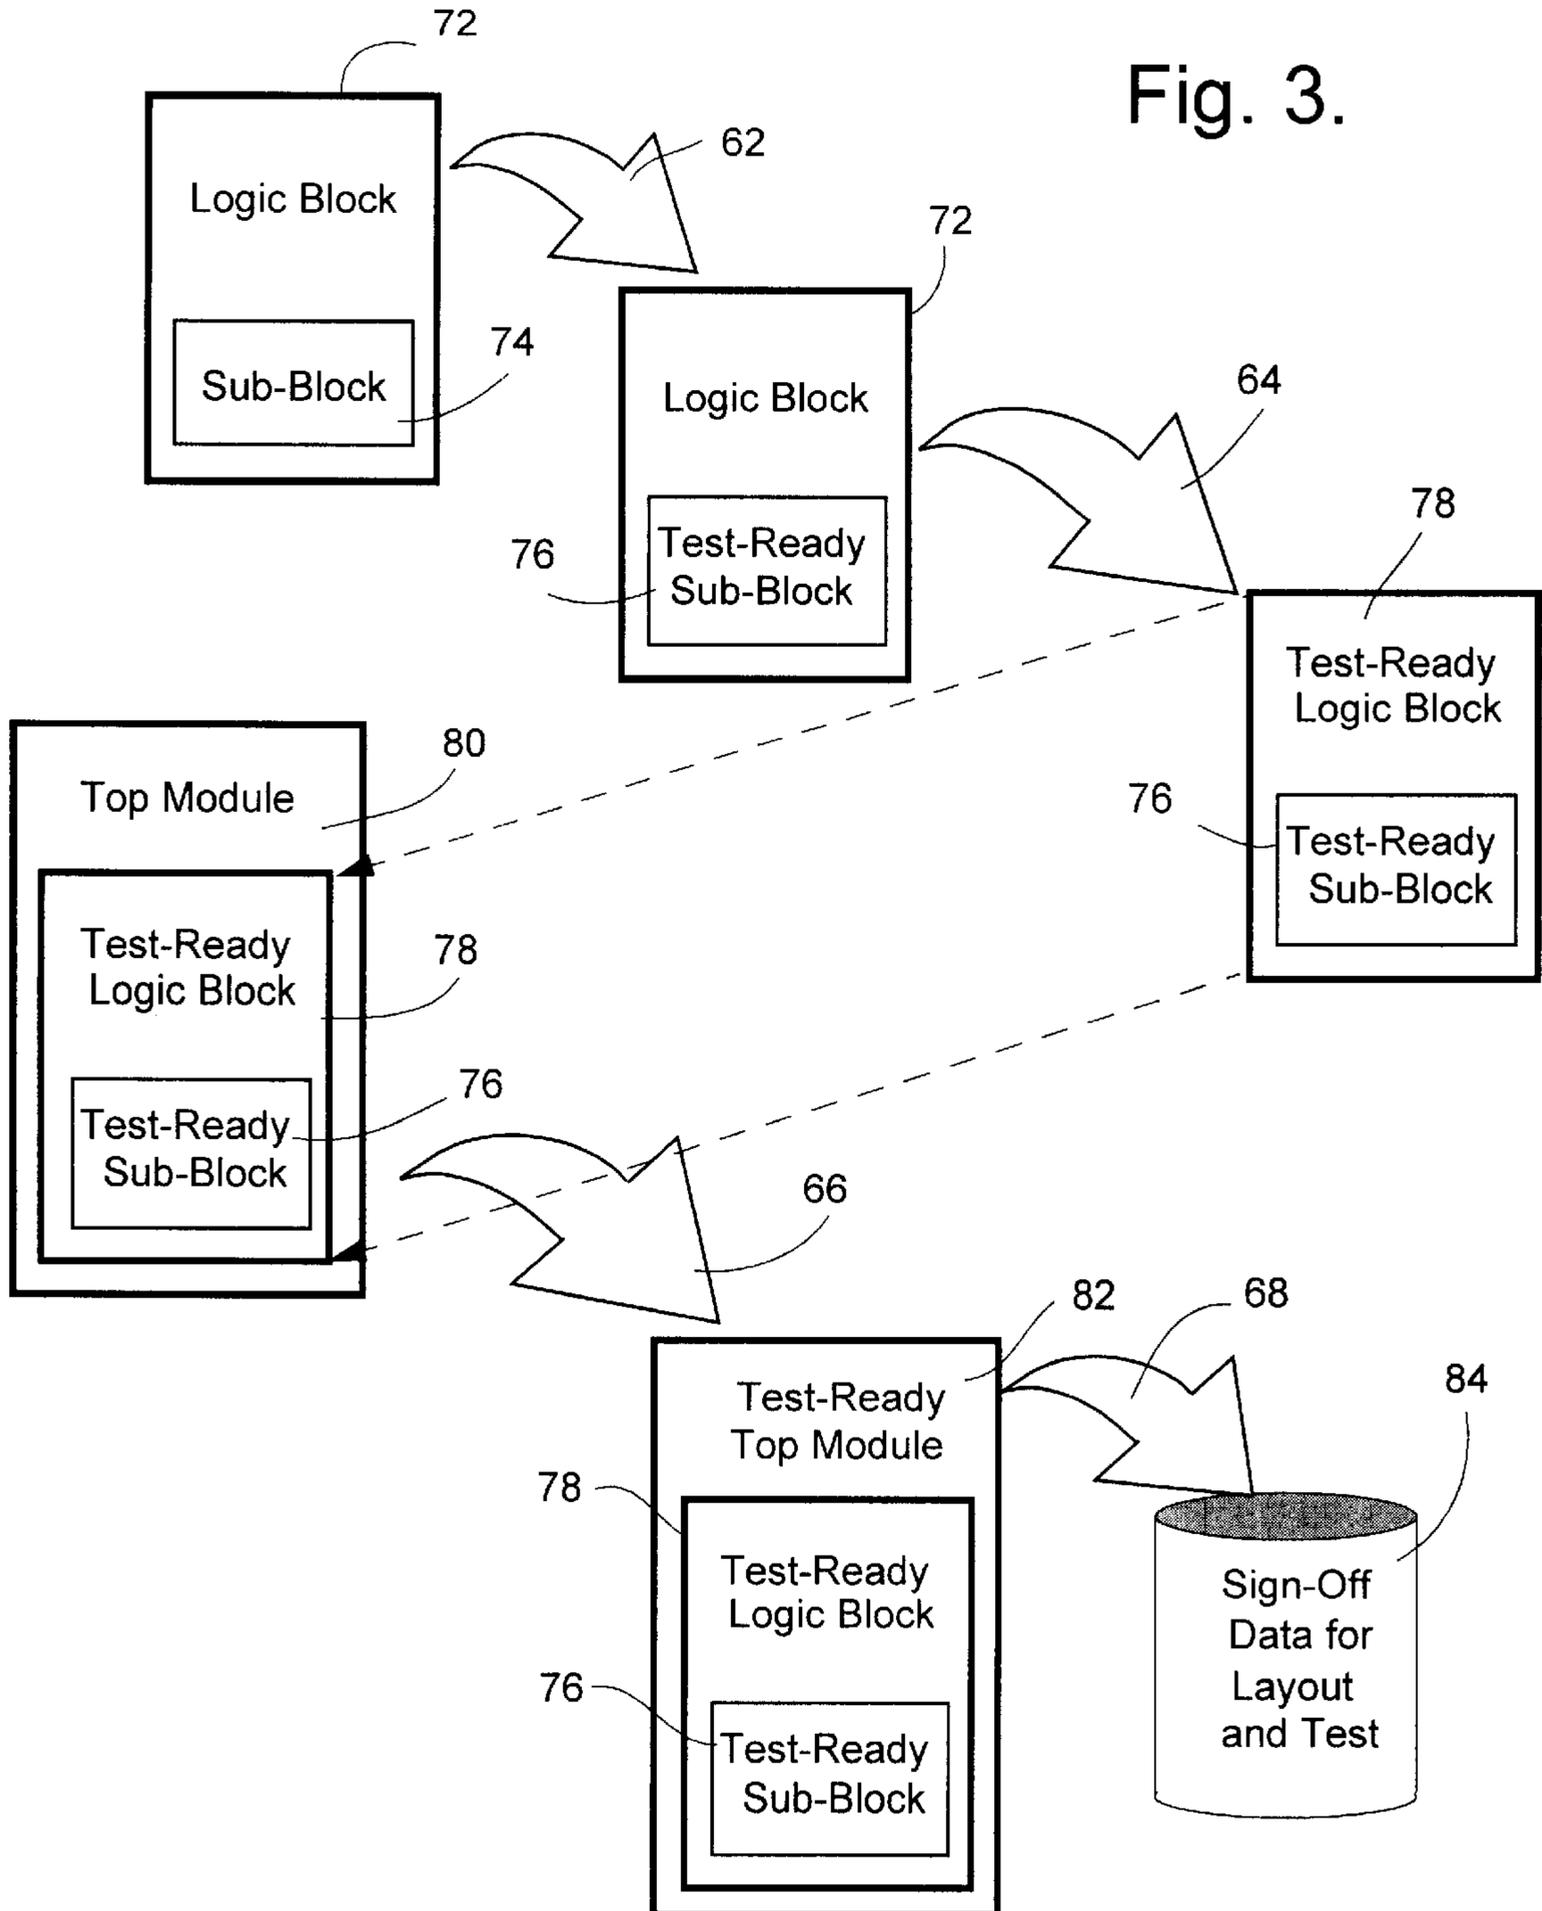 72
Fig. 3.
62
Logic Block
72
74
Sub-Block
64
Logic Block
78
76
Test-Ready
Sub-Block
Test-Ready
Logic Block
80
Top Module
76
Test-Ready
Sub-Block
Test-Ready
Logic Block
78
76
Test-Ready
Sub-Block
66
82
68
84
Test-Ready
Top Module
78
Test-Ready
Logic Block
Sign-Off
Data for
Layout
and Test
76
Test-Ready
Sub-Block